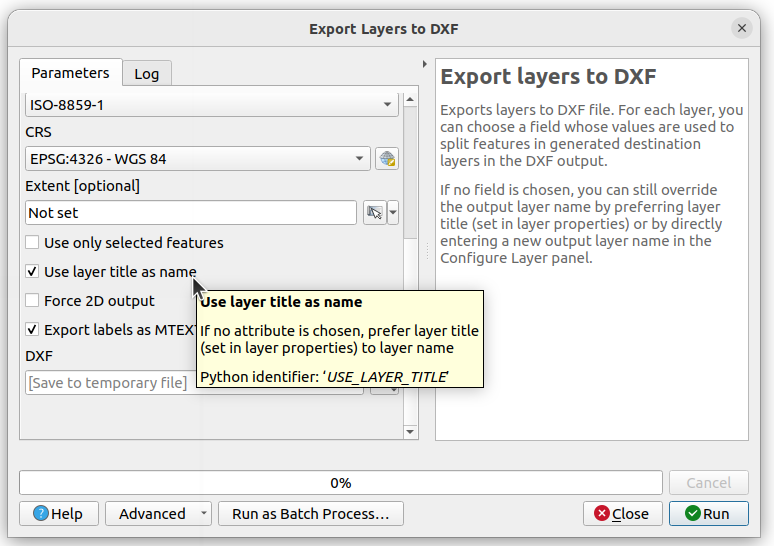 Export Layers to DXF
Parameters
Log
ISO-8859-1
CRS
EPSG:4326 - WGS 84
Extent [optional]
Not set
Use only selected features
Use layer title as name
Force 2D output
Export labels as MTEXT
DXF
[Save to temporary file]
Use layer title as name
If no attribute is chosen, prefer layer title
(set in layer properties) to layer name
Python identifier: ‘USE_LAYER_TITLE’
Export layers to DXF
Exports layers to DXF file. For each layer, you
can choose a field whose values are used to
split features in generated destination
layers in the DXF output.
If no field is chosen, you can still override
the output layer name by preferring layer
title (set in layer properties) or by directly
entering a new output layer name in the
Configure Layer panel.
0%
Cancel
Help
Advanced
Run as Batch Process…
Close
Run